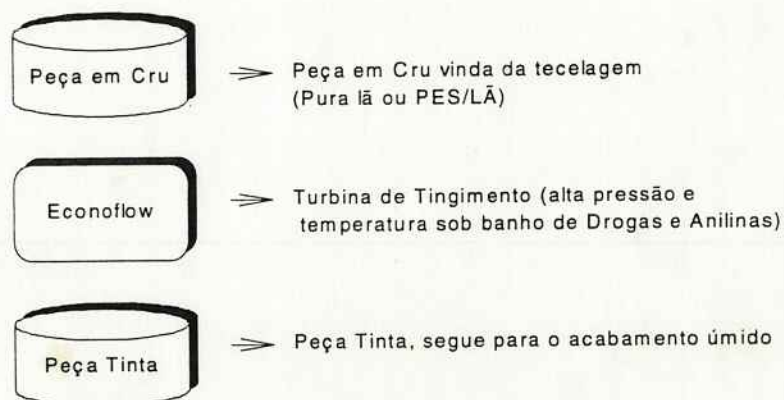 Peça em Cru
Peça em Cru vinda da tecelagem
(Pura lã ou PES/LÃ)
Econoflow
Turbina de Tingimento (alta pressão e
temperatura sob banho de Drogas e Anilinas)
Peça Tinta
Peça Tinta, segue para o acabamento úmido